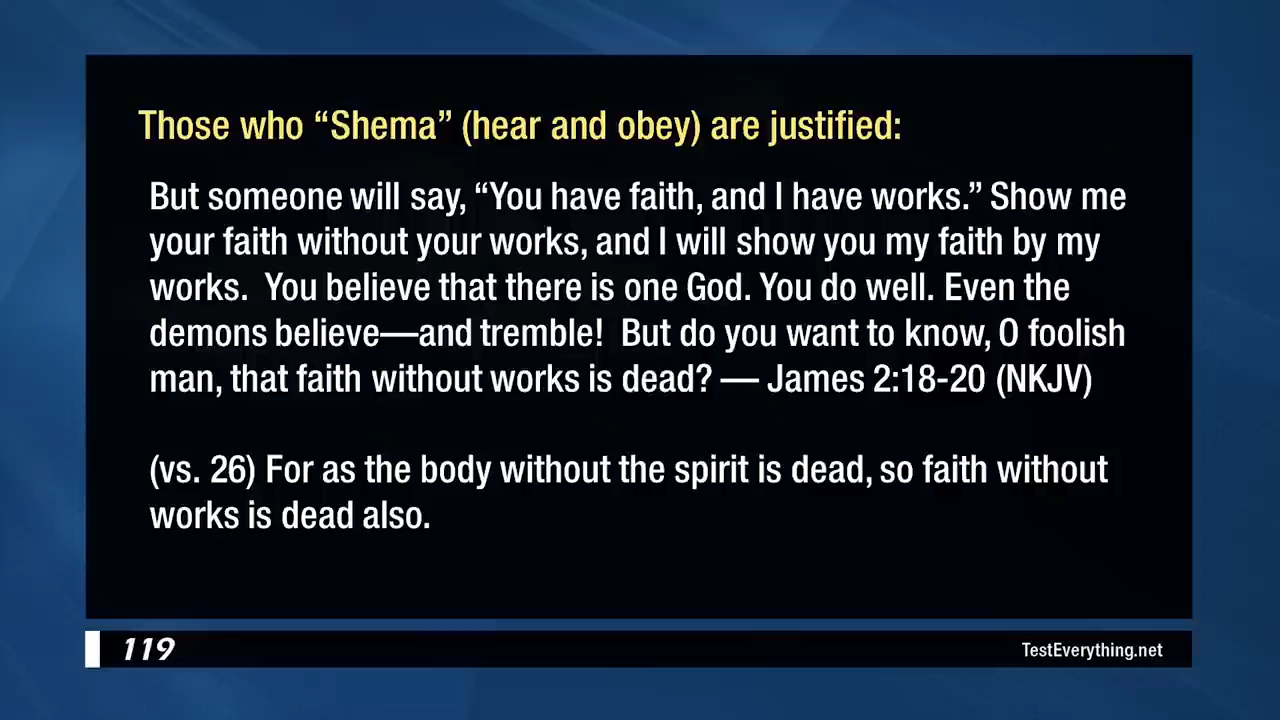 Those who “Shema” (hear and obey) are justified:
But someone will say, “You have faith, and I have works.” Show me
your faith without your works, and I will show you my faith by my
works.  You believe that there is one God. You do well. Even the
demons believe—and tremble!  But do you want to know, O foolish
man, that faith without works is dead? — James 2:18-20 (NKJV)
(vs. 26) For as the body without the spirit is dead, so faith without
works is dead also.
119
TestEverything.net